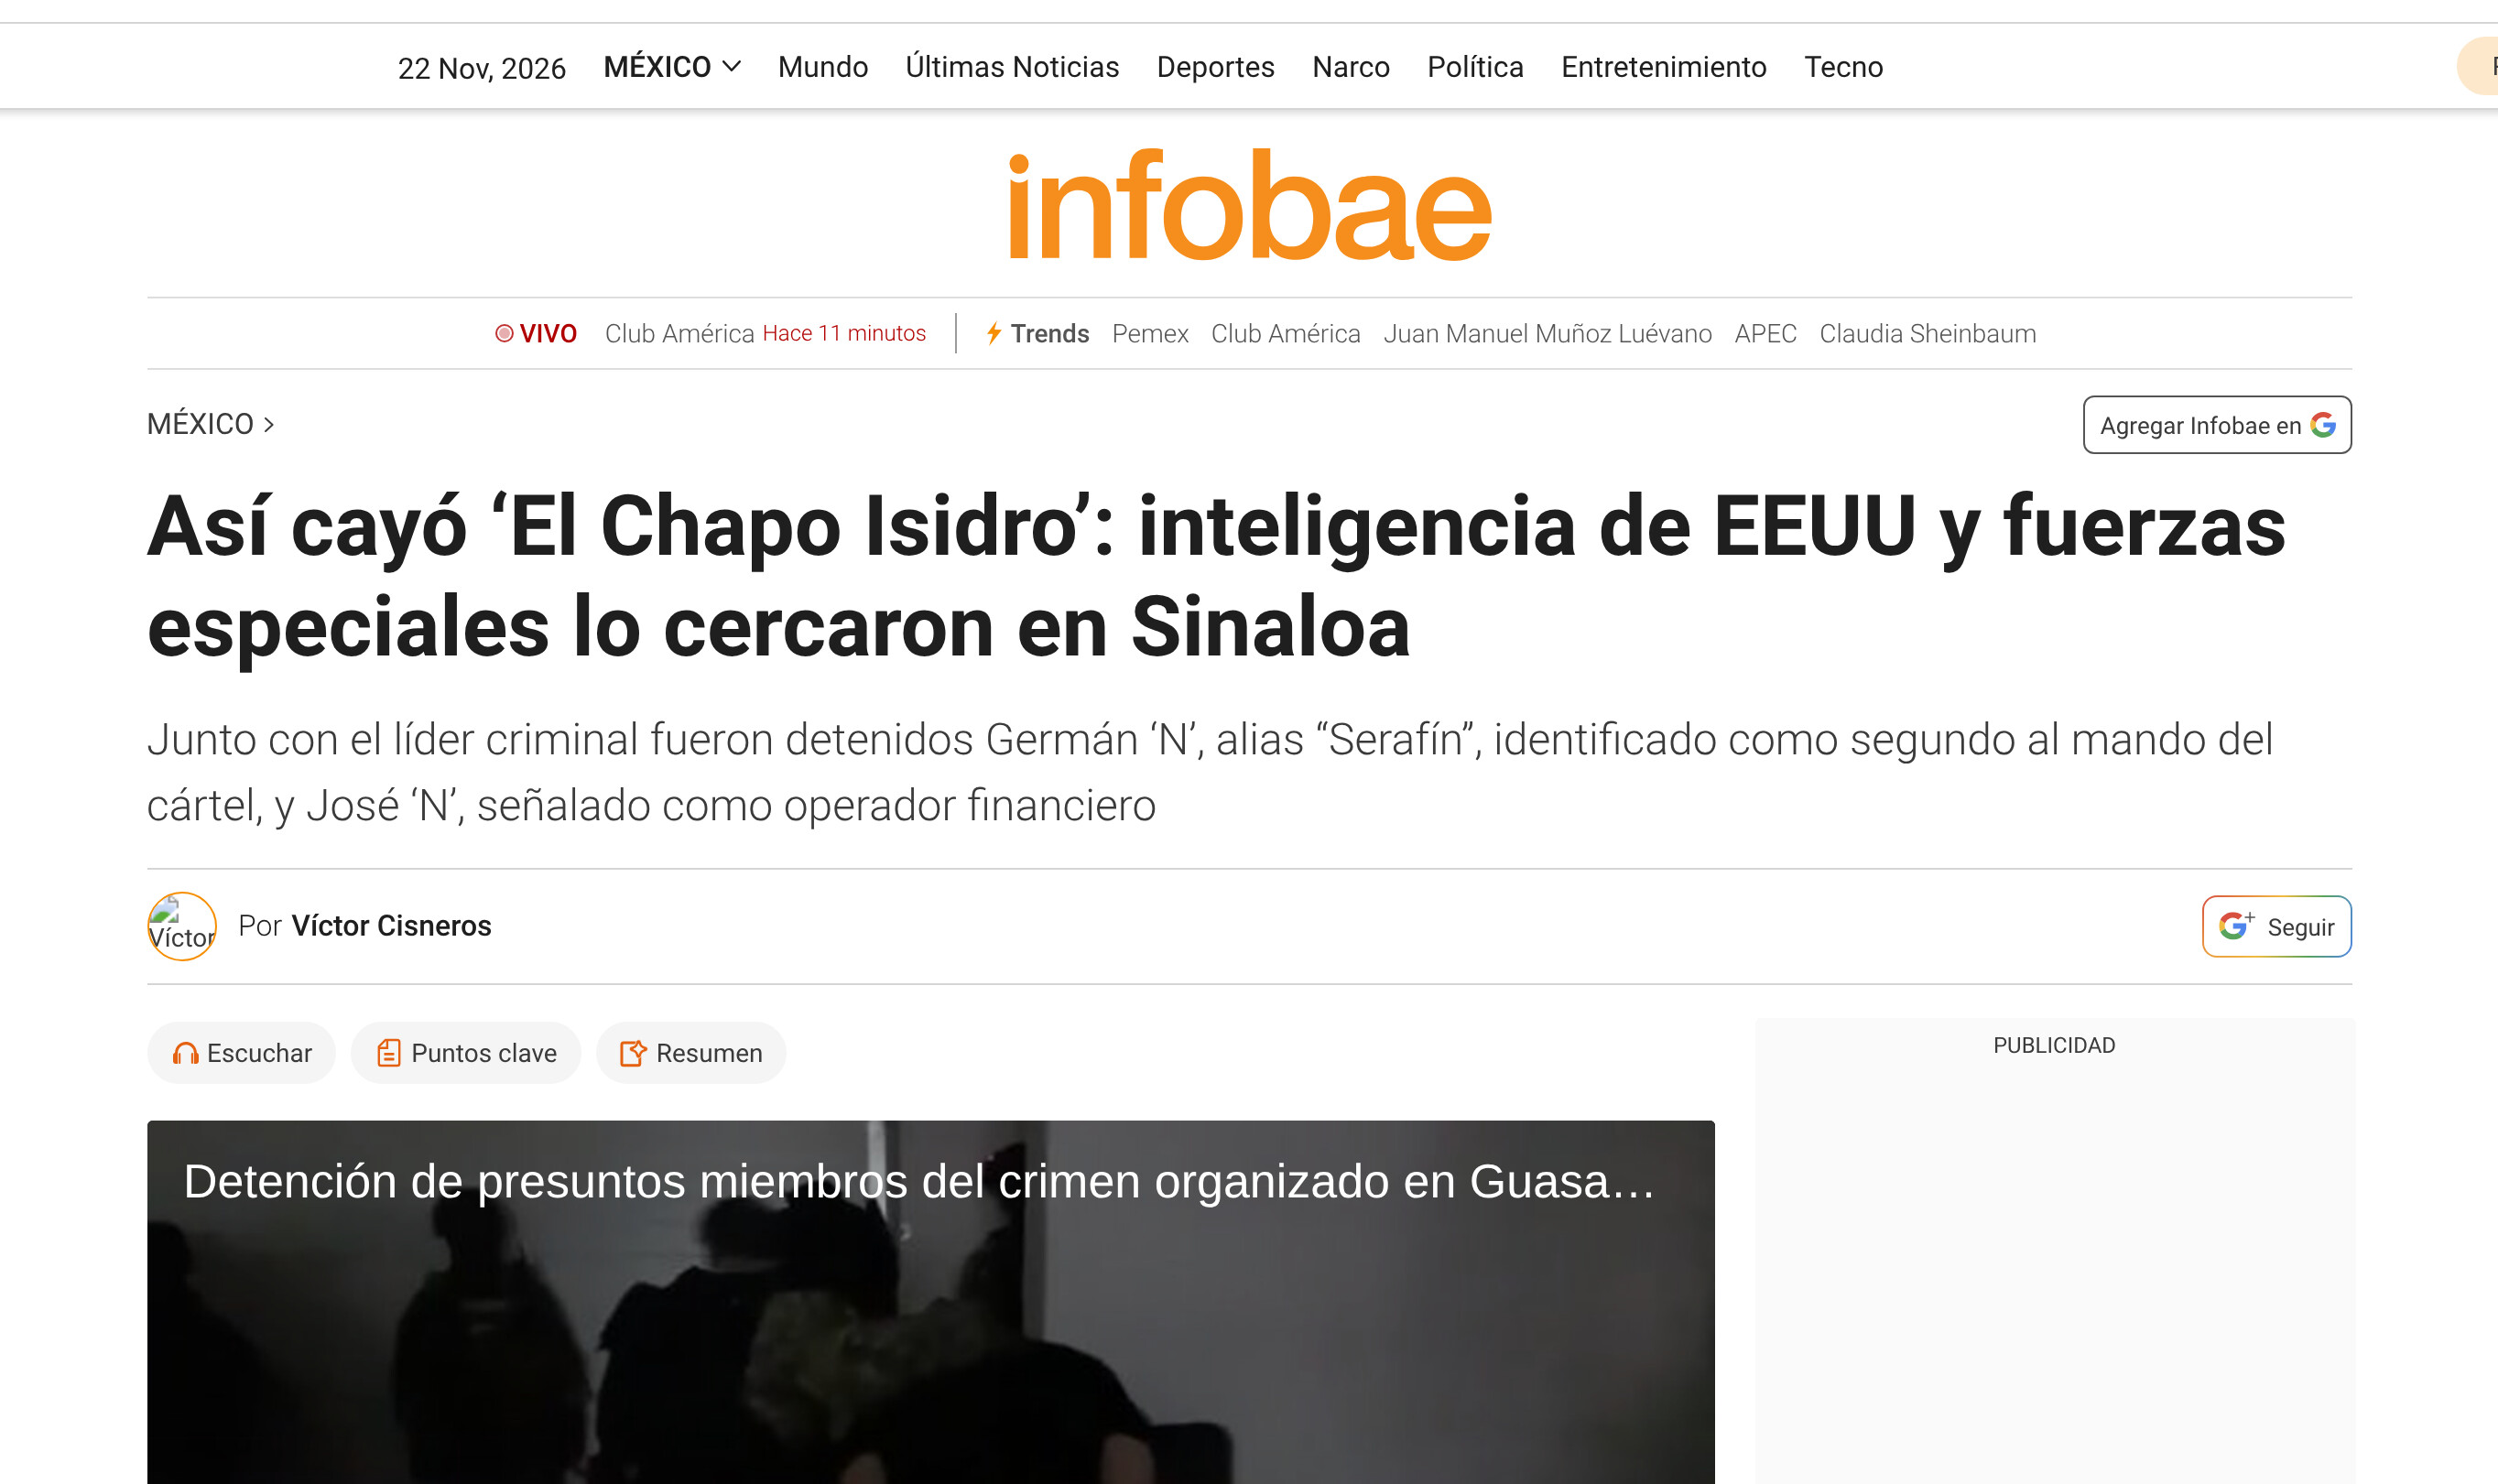 22 Nov, 2026 MÉXICO Mundo Últimas Noticias Deportes Narco Política Entretenimiento Tecno
infobae
VIVO Club América Hace 11 minutos Trends Pemex Club América Juan Manuel Muñoz Luévano APEC Claudia Sheinbaum
MÉXICO > Agregar Infobae en G
Así cayó ‘El Chapo Isidro’: inteligencia de EEUU y fuerzas
especiales lo cercaron en Sinaloa
Junto con el líder criminal fueron detenidos Germán ‘N’, alias “Serafín”, identificado como segundo al mando del
cártel, y José ‘N’, señalado como operador financiero
Víctor Por Víctor Cisneros G+ Seguir
Escuchar Puntos clave Resumen
PUBLICIDAD
Detención de presuntos miembros del crimen organizado en Guasa...